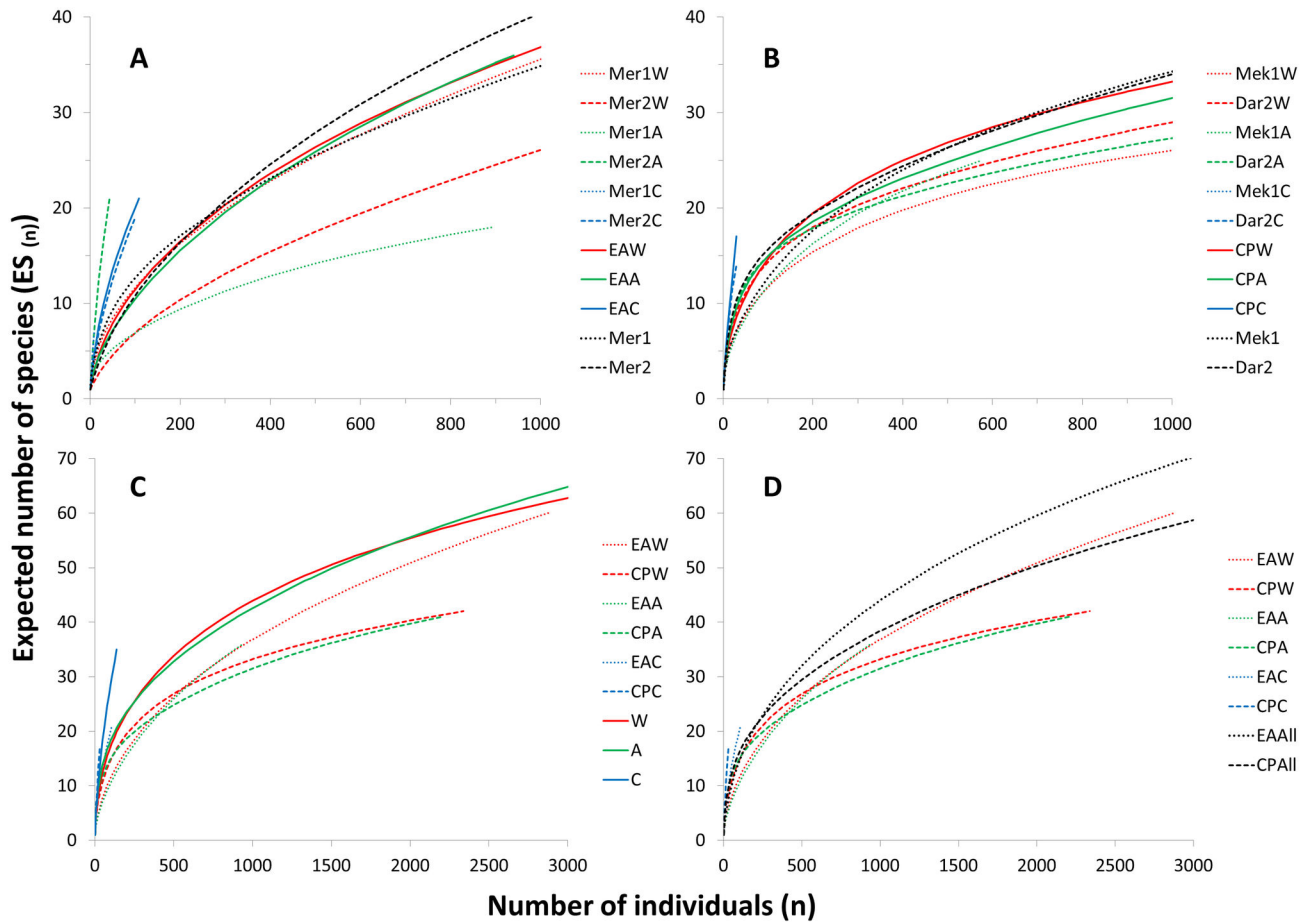 Expected number of species (ES (n))
A
40
30
20
10
0
0 200 400 600 800 1000
Mer1W
Mer2W
Mer1A
Mer2A
Mer1C
Mer2C
EAW
EAA
EAC
Mer1
Mer2
B
40
30
20
10
0
0 200 400 600 800 1000
Mek1W
Dar2W
Mek1A
Dar2A
Mek1C
Dar2C
CPW
CPA
CPC
Mek1
Dar2
C
70
60
50
40
30
20
10
0
0 500 1000 1500 2000 2500 3000
EAW
CPW
EAA
CPA
EAC
CPC
W
A
C
D
70
60
50
40
30
20
10
0
0 500 1000 1500 2000 2500 3000
EAW
CPW
EAA
CPA
EAC
CPC
EAAll
CPAll
Number of individuals (n)